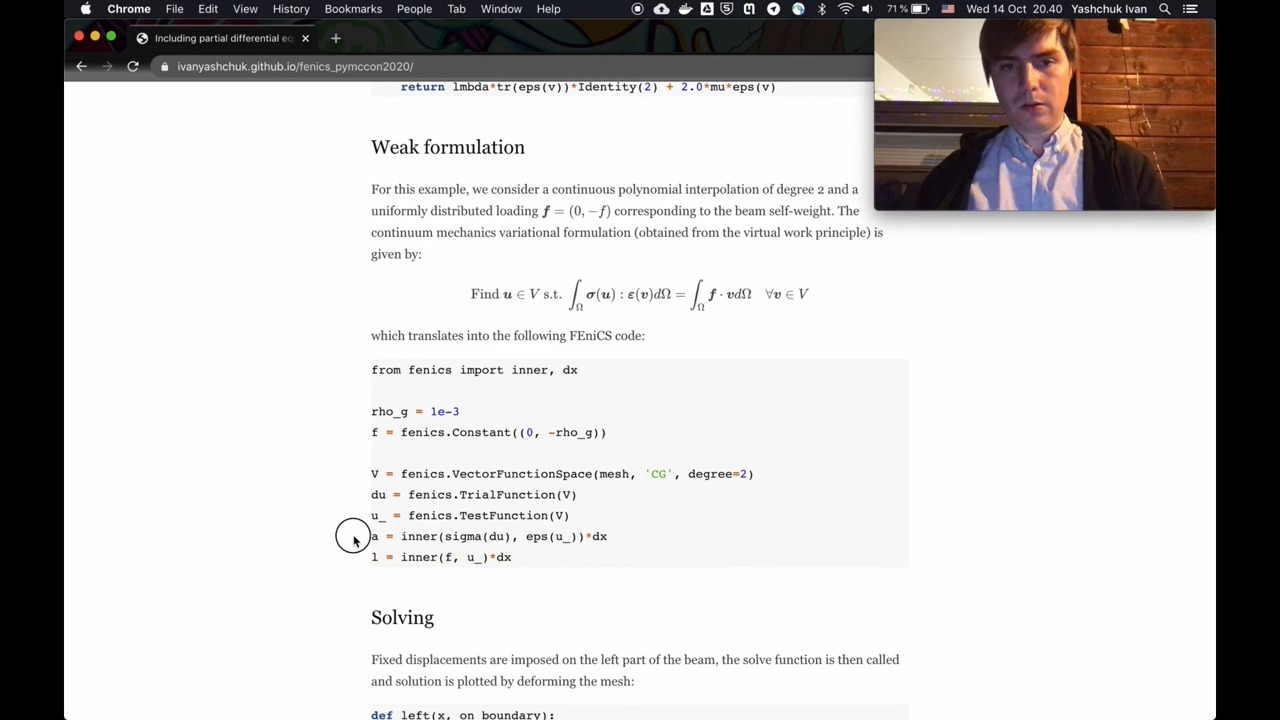 Chrome File Edit View History Bookmarks People Tab Window Help 71% Wed 14 Oct 20.40 Yashchuk Ivan
Including partial differential eq
ivanyashchuk.github.io/fenics_pymccon2020/
return lmbda*tr(eps(v))*Identity(2) + 2.0*mu*eps(v)
Weak formulation
For this example, we consider a continuous polynomial interpolation of degree 2 and a
uniformly distributed loading f = (0, −f) corresponding to the beam self-weight. The
continuum mechanics variational formulation (obtained from the virtual work principle) is
given by:
Find u ∈ V s.t. ∫Ω σ(u) : ε(v)dΩ = ∫Ω f · vdΩ ∀v ∈ V
which translates into the following FEniCS code:
from fenics import inner, dx
rho_g = 1e-3
f = fenics.Constant((0, -rho_g))
V = fenics.VectorFunctionSpace(mesh, 'CG', degree=2)
du = fenics.TrialFunction(V)
u_ = fenics.TestFunction(V)
a = inner(sigma(du), eps(u_))*dx
l = inner(f, u_)*dx
Solving
Fixed displacements are imposed on the left part of the beam, the solve function is then called
and solution is plotted by deforming the mesh:
def left(x, on_boundary):